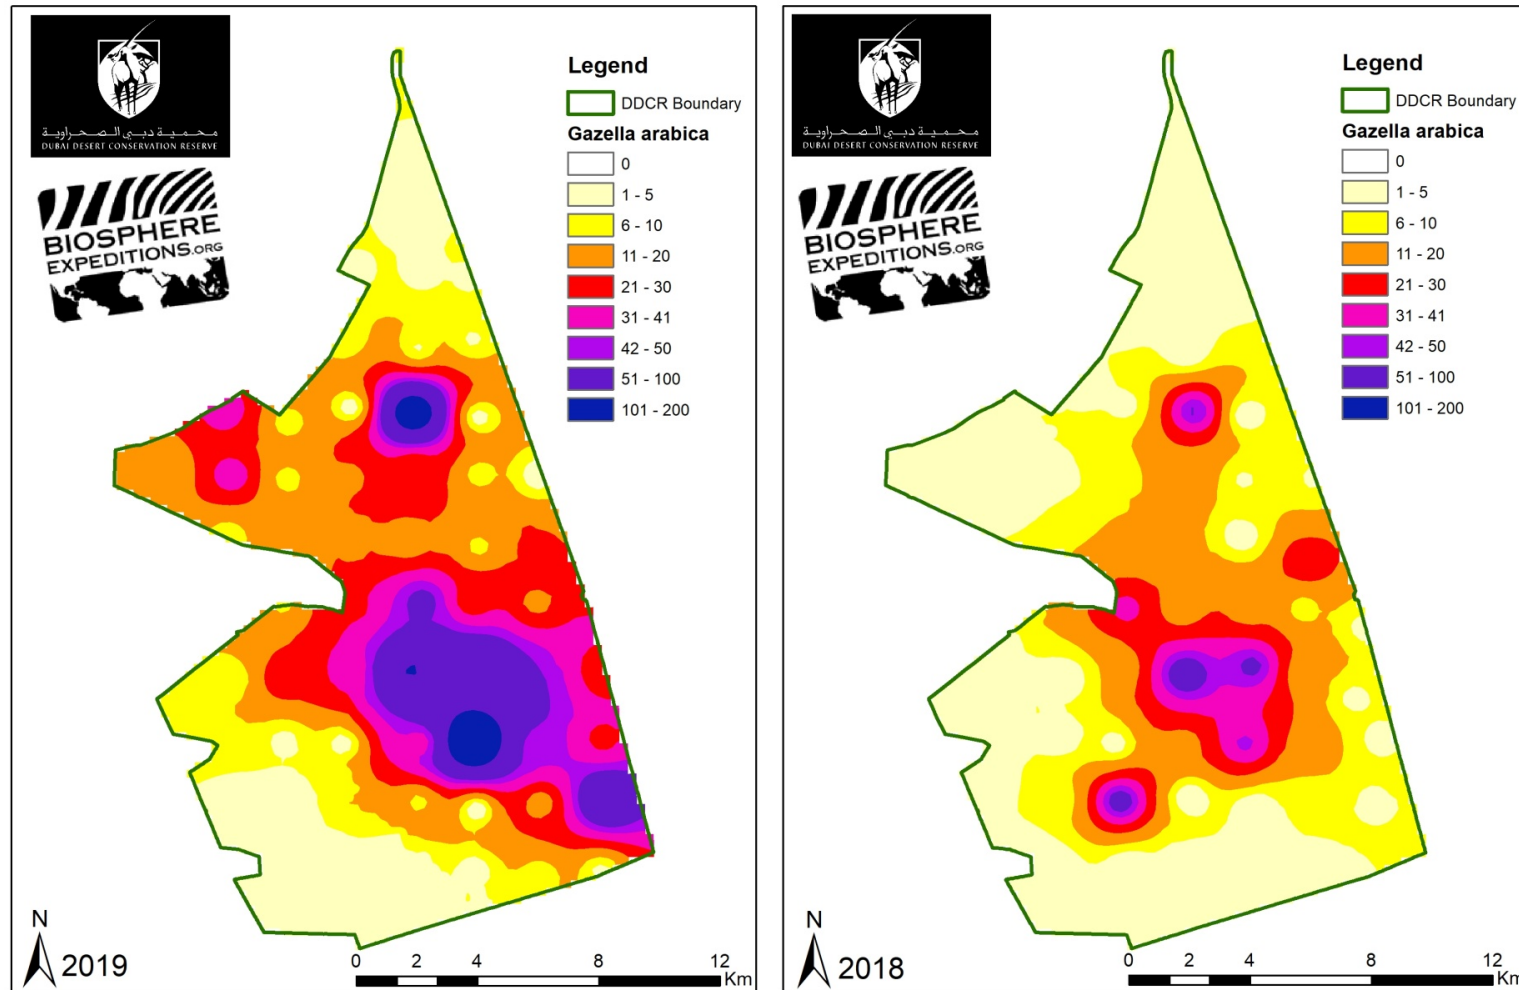 محمية دبي الصحراوية
DUBAI DESERT CONSERVATION RESERVE
BIOSPHERE
EXPEDITIONS.ORG
Legend
DDCR Boundary
Gazella arabica
0
1 - 5
6 - 10
11 - 20
21 - 30
31 - 41
42 - 50
51 - 100
101 - 200
N
2019
0 2 4 8 12
Km
محمية دبي الصحراوية
DUBAI DESERT CONSERVATION RESERVE
BIOSPHERE
EXPEDITIONS.ORG
Legend
DDCR Boundary
Gazella arabica
0
1 - 5
6 - 10
11 - 20
21 - 30
31 - 41
42 - 50
51 - 100
101 - 200
N
2018
0 2 4 8 12
Km